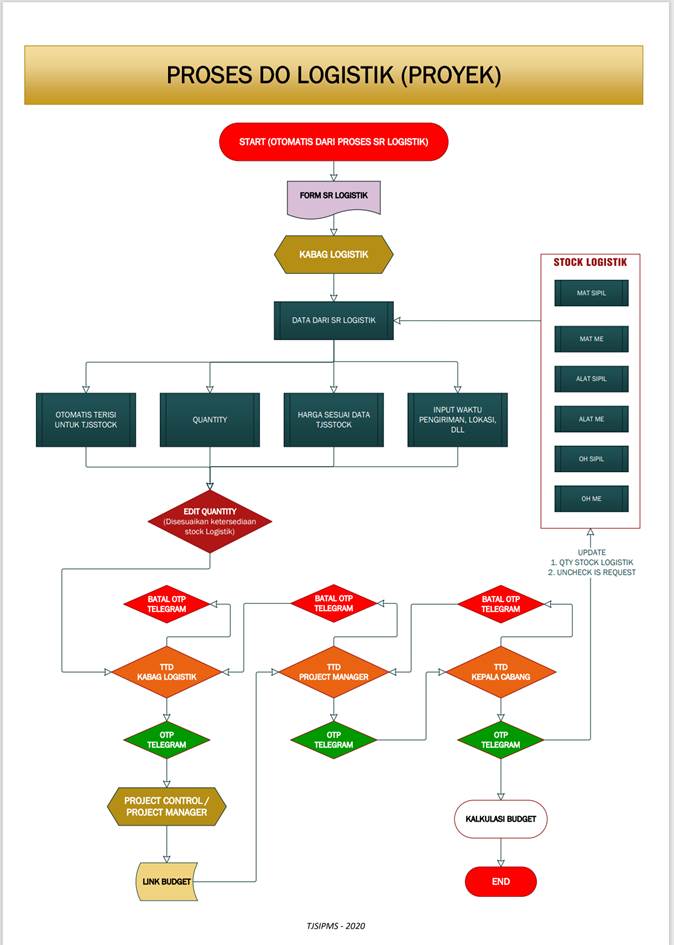 PROSES DO LOGISTIK (PROYEK)
START (OTOMATIS DARI PROSES SR LOGISTIK)
FORM SR LOGISTIK
KABAG LOGISTIK
DATA DARI SR LOGISTIK
STOCK LOGISTIK
MAT SIPIL
MAT ME
ALAT SIPIL
ALAT ME
OH SIPIL
OH ME
OTOMATIS TERISI
UNTUK TJSSTOCK
QUANTITY
HARGA SESUAI DATA
TJSSTOCK
INPUT WAKTU
PENGIRIMAN, LOKASI,
DLL
EDIT QUANTITY
(Disesuaikan ketersediaan
stock Logistik)
UPDATE
1. QTY STOCK LOGISTIK
2. UNCHECK IS REQUEST
BATAL OTP
TELEGRAM
BATAL OTP
TELEGRAM
BATAL OTP
TELEGRAM
TTD
KABAG LOGISTIK
TTD
PROJECT MANAGER
TTD
KEPALA CABANG
OTP
TELEGRAM
OTP
TELEGRAM
OTP
TELEGRAM
PROJECT CONTROL /
PROJECT MANAGER
KALKULASI BUDGET
LINK BUDGET
END
TJSIPMS - 2020